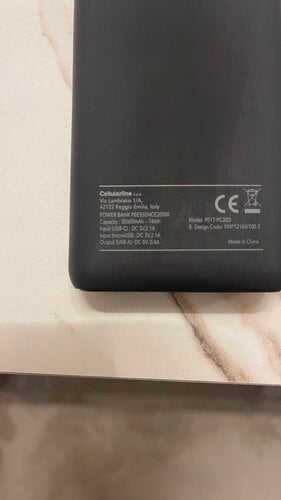 Cellularline S.p.A.
Via Lambrakis 1/A,
42122 Reggio Emilia, Italy
POWER BANK PBESSENCE20000
Capacity : 20000mAh - 74Wh
Input (USB-C) : DC 5V/2.1A
Input (microUSB): DC 5V/2.1A
Output (USB-A): DC 5V, 2.4A
CE
Model: P017-PC20D
B. Design Code: 1INP12160/100-2
Made in China